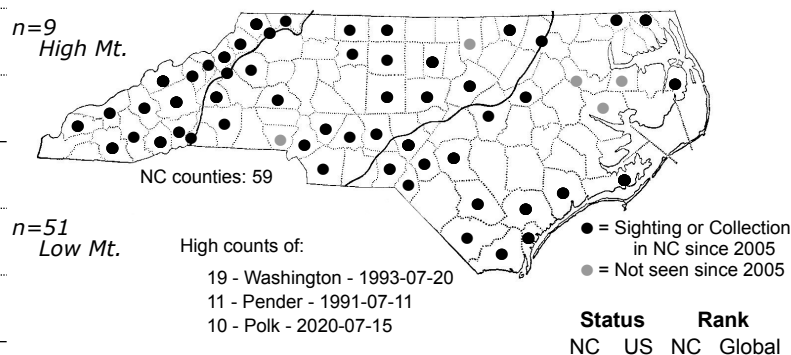 n=9
High Mt.
NC counties: 59
n=51
Low Mt.
High counts of:
19 - Washington - 1993-07-20
11 - Pender - 1991-07-11
10 - Polk - 2020-07-15
= Sighting or Collection
in NC since 2005
= Not seen since 2005
Status Rank
NC US NC Global